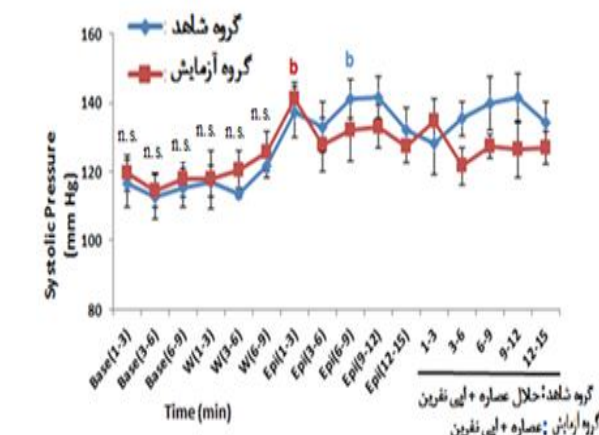 160
140
120
100
80
Systolic Pressure
(mm Hg)
گروه شاهد
گروه آزمایش
n.s.
n.s.
n.s.
n.s.
n.s.
n.s.
b
b
Base(1-3)
Base(3-6)
Base(6-9)
W(1-3)
W(3-6)
W(6-9)
Epi(1-3)
Epi(3-6)
Epi(6-9)
Epi(9-12)
Epi(12-15)
1-3
3-6
6-9
9-12
12-15
Time (min)
گروه شاهد: حلال عصاره + اپی نفرین
گروه آزمایش: عصاره + اپی نفرین